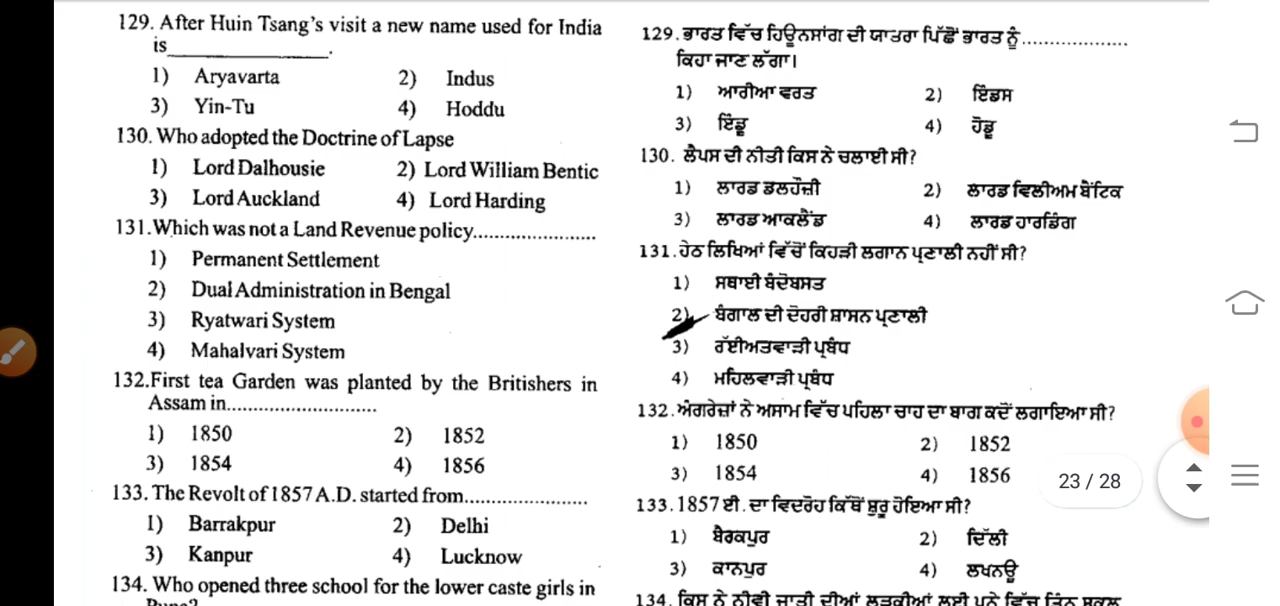 129. After Huin Tsang's visit a new name used for India
is____________.
1) Aryavarta 2) Indus
3) Yin-Tu 4) Hoddu
130. Who adopted the Doctrine of Lapse
1) Lord Dalhousie 2) Lord William Bentic
3) Lord Auckland 4) Lord Harding
131. Which was not a Land Revenue policy......................
1) Permanent Settlement
2) Dual Administration in Bengal
3) Ryatwari System
4) Mahalvari System
132. First tea Garden was planted by the Britishers in
Assam in...........................
1) 1850 2) 1852
3) 1854 4) 1856
133. The Revolt of 1857 A.D. started from......................
1) Barrakpur 2) Delhi
3) Kanpur 4) Lucknow
134. Who opened three school for the lower caste girls in
129. ਭਾਰਤ ਵਿੱਚ ਹਿਊਨਸਾਂਗ ਦੀ ਯਾਤਰਾ ਪਿੱਛੋਂ ਭਾਰਤ ਨੂੰ...................
ਕਿਹਾ ਜਾਣ ਲੱਗਾ।
1) ਆਰੀਆ ਵਰਤ 2) ਇੰਡਸ
3) ਇੰਡੂ 4) ਹੋਡੂ
130. ਲੈਪਸ ਦੀ ਨੀਤੀ ਕਿਸ ਨੇ ਚਲਾਈ ਸੀ?
1) ਲਾਰਡ ਡਲਹੌਜ਼ੀ 2) ਲਾਰਡ ਵਿਲੀਅਮ ਬੈਂਟਿਕ
3) ਲਾਰਡ ਆਕਲੈਂਡ 4) ਲਾਰਡ ਹਾਰਡਿੰਗ
131. ਹੇਠ ਲਿਖਿਆਂ ਵਿੱਚੋਂ ਕਿਹੜੀ ਲਗਾਨ ਪ੍ਰਣਾਲੀ ਨਹੀਂ ਸੀ?
1) ਸਥਾਈ ਬੰਦੋਬਸਤ
2) ਬੰਗਾਲ ਦੀ ਦੋਹਰੀ ਸ਼ਾਸਨ ਪ੍ਰਣਾਲੀ
3) ਰੱਈਅਤਵਾੜੀ ਪ੍ਰਬੰਧ
4) ਮਹਿਲਵਾੜੀ ਪ੍ਰਬੰਧ
132. ਅੰਗਰੇਜ਼ਾਂ ਨੇ ਅਸਾਮ ਵਿੱਚ ਪਹਿਲਾ ਚਾਹ ਦਾ ਬਾਗ ਕਦੋਂ ਲਗਾਇਆ ਸੀ?
1) 1850 2) 1852
3) 1854 4) 1856
133. 1857 ਈ. ਦਾ ਵਿਦਰੋਹ ਕਿੱਥੋਂ ਸ਼ੁਰੂ ਹੋਇਆ ਸੀ?
1) ਬੈਰਕਪੁਰ 2) ਦਿੱਲੀ
3) ਕਾਨਪੁਰ 4) ਲਖਨਊ
134. ਕਿਸ ਨੇ ਨੀਵੀਂ ਜਾਤੀ ਦੀਆਂ ਲੜਕੀਆਂ ਲਈ ਪੂਨੇ ਵਿੱਚ ਤਿੰਨ ਸਕੂਲ
23 / 28